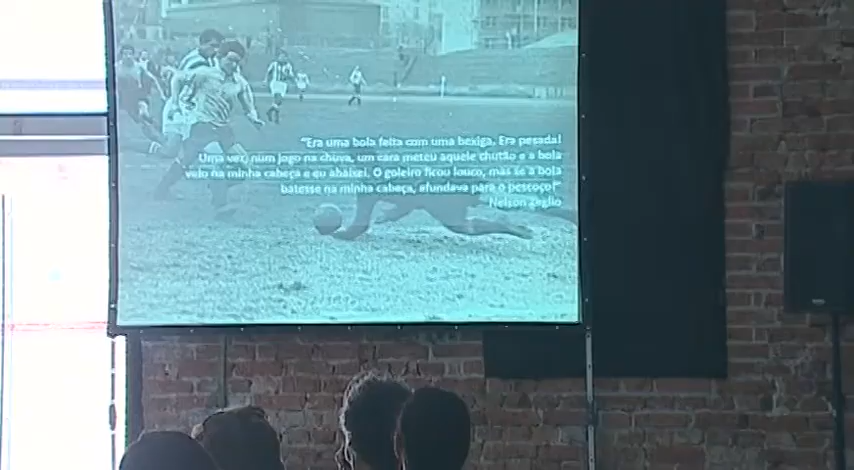 "Era uma bola feita com uma bexiga. Era pesada!
Uma vez, num jogo na chuva, um cara meteu aquele chutão e a bola
veio na minha cabeça e eu abaixei. O goleiro ficou louco, mas se a bola
batesse na minha cabeça, afundava para o pescoço!"
Nelson Zeglio